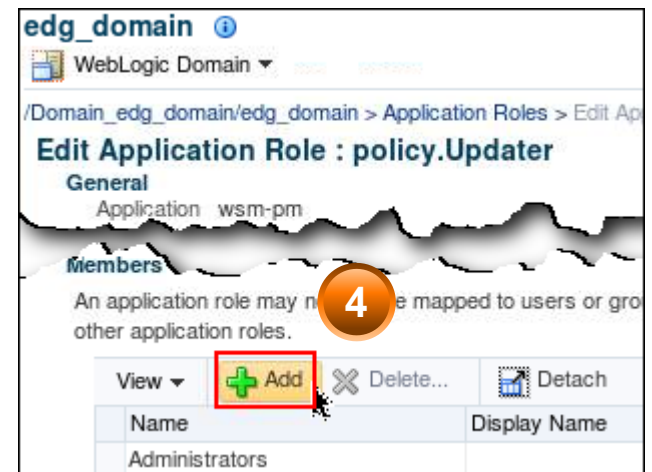 edg_domain
WebLogic Domain
/Domain_edg_domain/edg_domain > Application Roles > Edit Ap
Edit Application Role : policy.Updater
General
Application wsm-pm
Members
An application role may n 4 e mapped to users or gro
other application roles.
View Add Delete... Detach
Name Display Name
Administrators